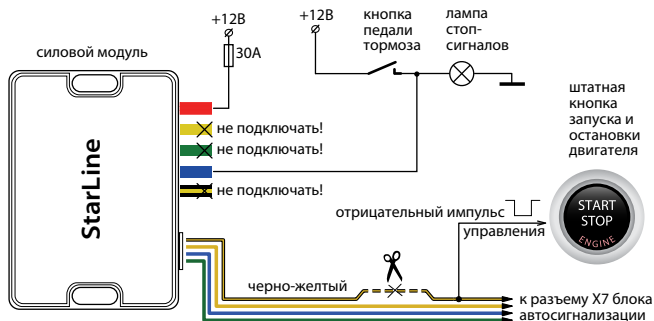 +12В
+12В
кнопка
педали
тормоза
лампа
стоп-
сигналов
силовой модуль
30А
штатная
кнопка
запуска и
остановки
двигателя
не подключать!
не подключать!
не подключать!
StarLine
START
STOP
ENGINE
отрицательный импульс
управления
черно-желтый
к разъему X7 блока
автосигнализации